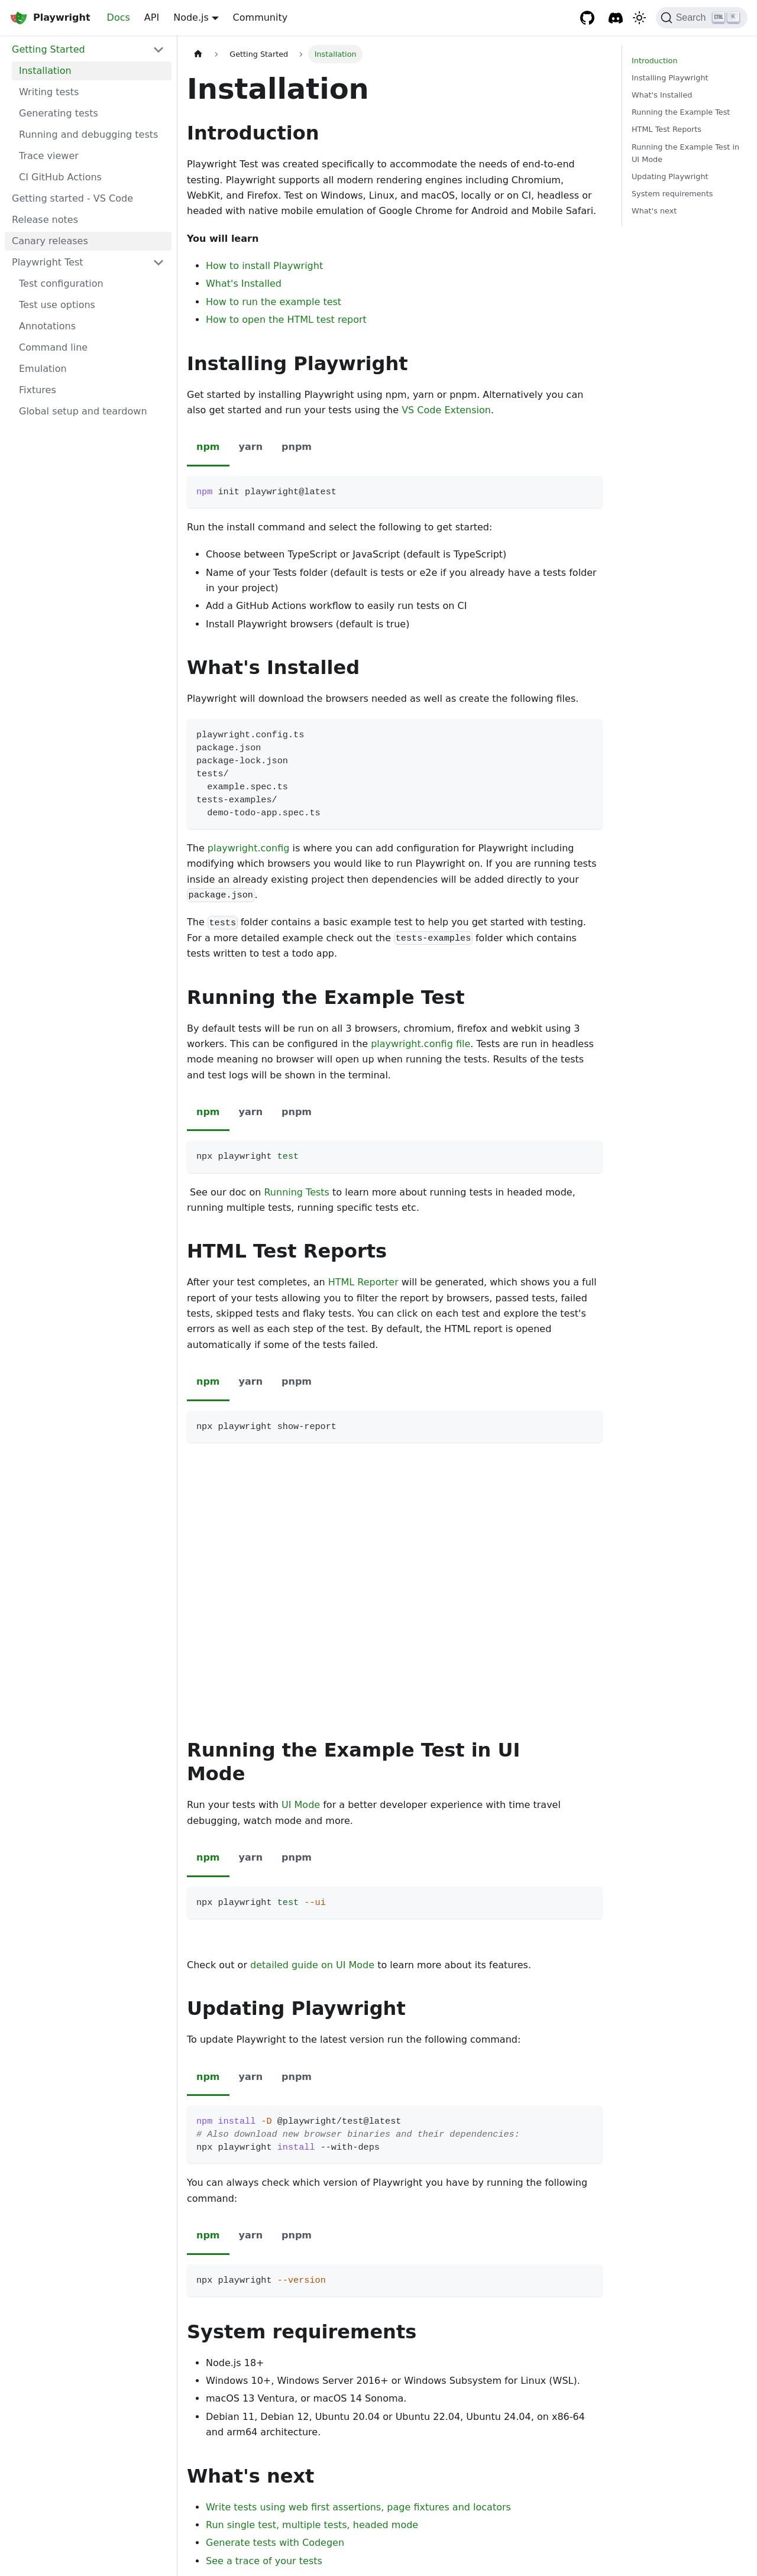 Playwright Docs API Node.js Community Search CTRL K
Getting Started
Installation
Writing tests
Generating tests
Running and debugging tests
Trace viewer
CI GitHub Actions
Getting started - VS Code
Release notes
Canary releases
Playwright Test
Test configuration
Test use options
Annotations
Command line
Emulation
Fixtures
Global setup and teardown
Getting Started Installation
Installation
Introduction
Playwright Test was created specifically to accommodate the needs of end-to-end
testing. Playwright supports all modern rendering engines including Chromium,
WebKit, and Firefox. Test on Windows, Linux, and macOS, locally or on CI, headless or
headed with native mobile emulation of Google Chrome for Android and Mobile Safari.
You will learn
How to install Playwright
What's Installed
How to run the example test
How to open the HTML test report
Installing Playwright
Get started by installing Playwright using npm, yarn or pnpm. Alternatively you can
also get started and run your tests using the VS Code Extension.
npm yarn pnpm
npm init playwright@latest
Run the install command and select the following to get started:
Choose between TypeScript or JavaScript (default is TypeScript)
Name of your Tests folder (default is tests or e2e if you already have a tests folder
in your project)
Add a GitHub Actions workflow to easily run tests on CI
Install Playwright browsers (default is true)
What's Installed
Playwright will download the browsers needed as well as create the following files.
playwright.config.ts
package.json
package-lock.json
tests/
  example.spec.ts
tests-examples/
  demo-todo-app.spec.ts
The playwright.config is where you can add configuration for Playwright including
modifying which browsers you would like to run Playwright on. If you are running tests
inside an already existing project then dependencies will be added directly to your
package.json.
The tests folder contains a basic example test to help you get started with testing.
For a more detailed example check out the tests-examples folder which contains
tests written to test a todo app.
Running the Example Test
By default tests will be run on all 3 browsers, chromium, firefox and webkit using 3
workers. This can be configured in the playwright.config file. Tests are run in headless
mode meaning no browser will open up when running the tests. Results of the tests
and test logs will be shown in the terminal.
npm yarn pnpm
npx playwright test
See our doc on Running Tests to learn more about running tests in headed mode,
running multiple tests, running specific tests etc.
HTML Test Reports
After your test completes, an HTML Reporter will be generated, which shows you a full
report of your tests allowing you to filter the report by browsers, passed tests, failed
tests, skipped tests and flaky tests. You can click on each test and explore the test's
errors as well as each step of the test. By default, the HTML report is opened
automatically if some of the tests failed.
npm yarn pnpm
npx playwright show-report
Running the Example Test in UI
Mode
Run your tests with UI Mode for a better developer experience with time travel
debugging, watch mode and more.
npm yarn pnpm
npx playwright test --ui
Check out or detailed guide on UI Mode to learn more about its features.
Updating Playwright
To update Playwright to the latest version run the following command:
npm yarn pnpm
npm install -D @playwright/test@latest
# Also download new browser binaries and their dependencies:
npx playwright install --with-deps
You can always check which version of Playwright you have by running the following
command:
npm yarn pnpm
npx playwright --version
System requirements
Node.js 18+
Windows 10+, Windows Server 2016+ or Windows Subsystem for Linux (WSL).
macOS 13 Ventura, or macOS 14 Sonoma.
Debian 11, Debian 12, Ubuntu 20.04 or Ubuntu 22.04, Ubuntu 24.04, on x86-64
and arm64 architecture.
What's next
Write tests using web first assertions, page fixtures and locators
Run single test, multiple tests, headed mode
Generate tests with Codegen
See a trace of your tests
Introduction
Installing Playwright
What's Installed
Running the Example Test
HTML Test Reports
Running the Example Test in
UI Mode
Updating Playwright
System requirements
What's next